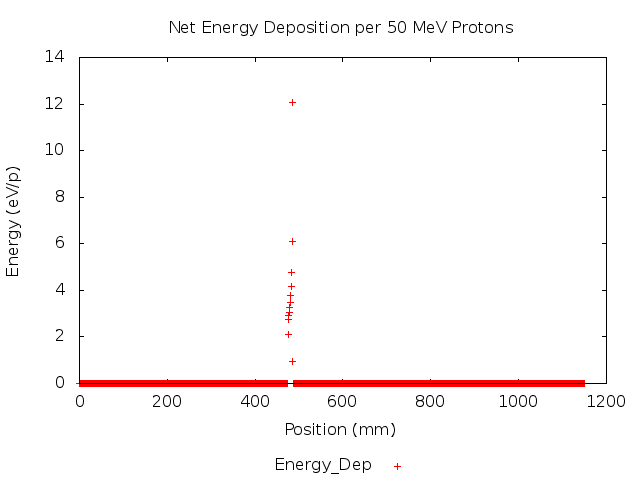 Net Energy Deposition per 50 MeV Protons
14
12
10
8
6
4
2
0
Energy (eV/p)
0 200 400 600 800 1000 1200
Position (mm)
Energy_Dep